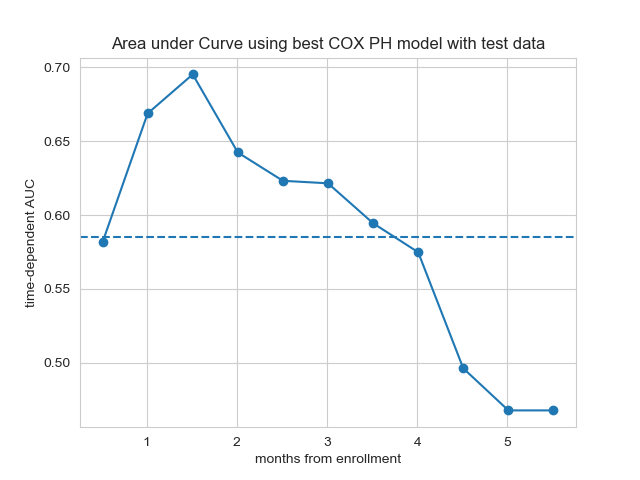 Area under Curve using best COX PH model with test data
time-dependent AUC
0.70
0.65
0.60
0.55
0.50
1 2 3 4 5
months from enrollment